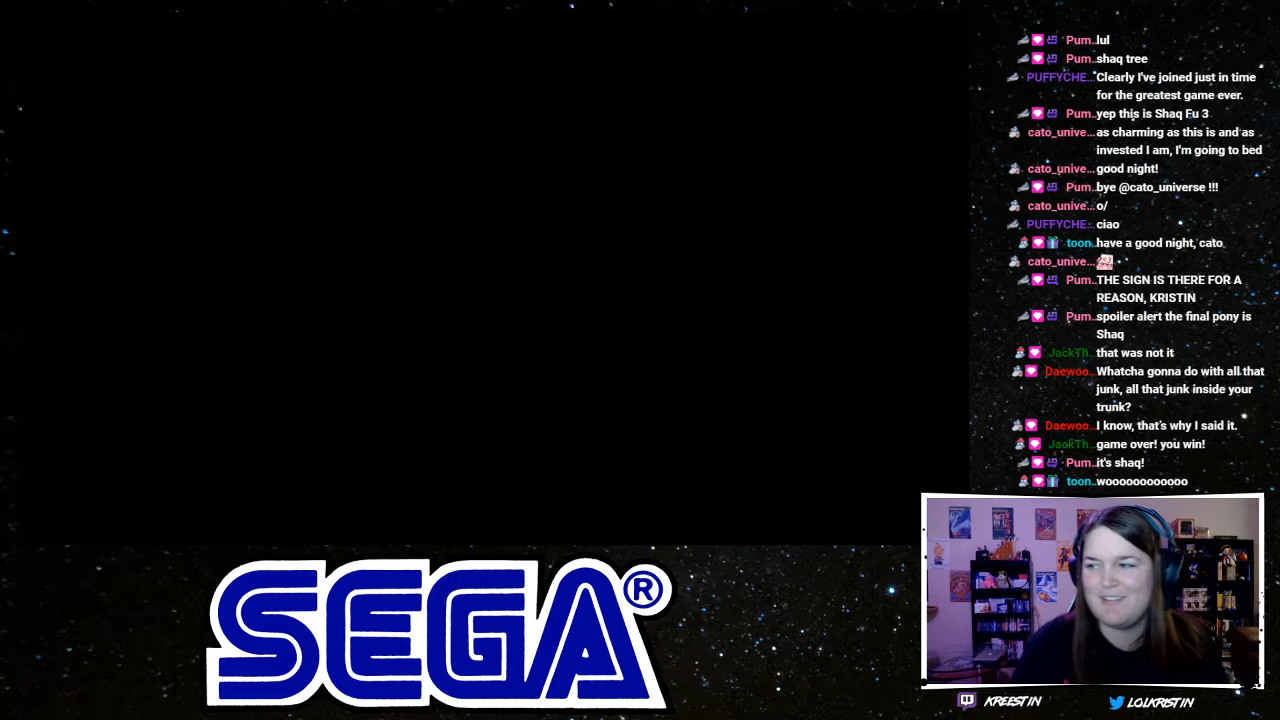 Pum.. lul
Pum.. shaq tree
PUFFYCHE... Clearly I've joined just in time
for the greatest game ever.
Pum.. yep this is Shaq Fu 3
cato_unive... as charming as this is and as
invested I am, I'm going to bed
cato_unive... good night!
Pum.. bye @cato_universe !!!
cato_unive... o/
PUFFYCHE... ciao
toon.. have a good night, cato
cato_unive...
Pum.. THE SIGN IS THERE FOR A
REASON, KRISTIN
Pum.. spoiler alert the final pony is
Shaq
JackTh.. that was not it
Daewoo.. Whatcha gonna do with all that
junk, all that junk inside your
trunk?
Daewoo.. I know, that's why I said it.
JackTh.. game over! you win!
Pum.. it's shaq!
toon.. woooooooooooo
SEGA®
KREESTIN
LOLKRISTIN